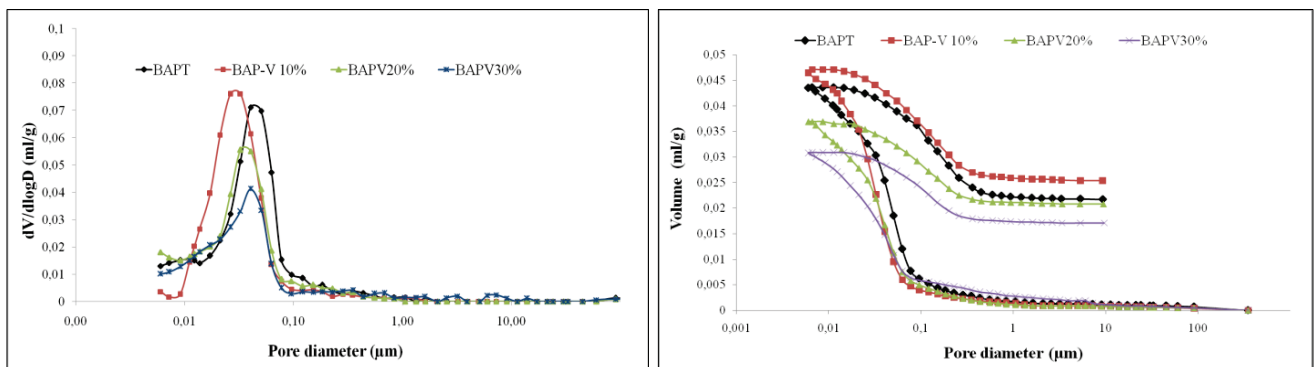 0,1
0,09
0,08
0,07
0,06
0,05
0,04
0,03
0,02
0,01
0
dV/dlogD (ml/g)
BAPT BAP-V 10% BAPV20% BAPV30%
0,00 0,01 0,10 1,00 10,00
Pore diameter (µm)
BAPT BAP-V 10% BAPV20% BAPV30%
0,05
0,045
0,04
0,035
0,03
0,025
0,02
0,015
0,01
0,005
0
Volume (ml/g)
0,001 0,01 0,1 1 10 100
Pore diameter (µm)